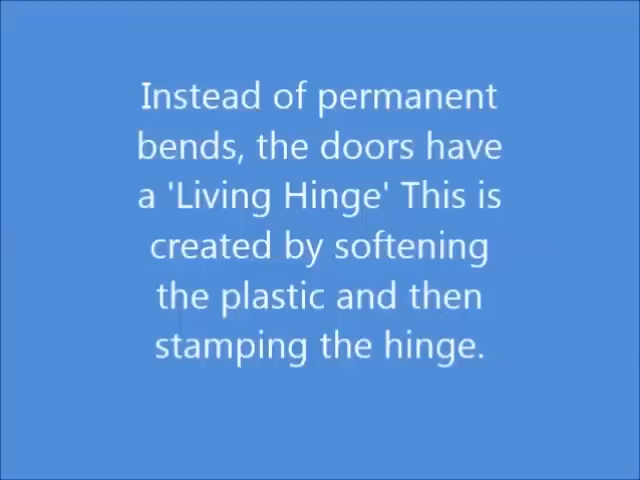 Instead of permanent
bends, the doors have
a 'Living Hinge' This is
created by softening
the plastic and then
stamping the hinge.